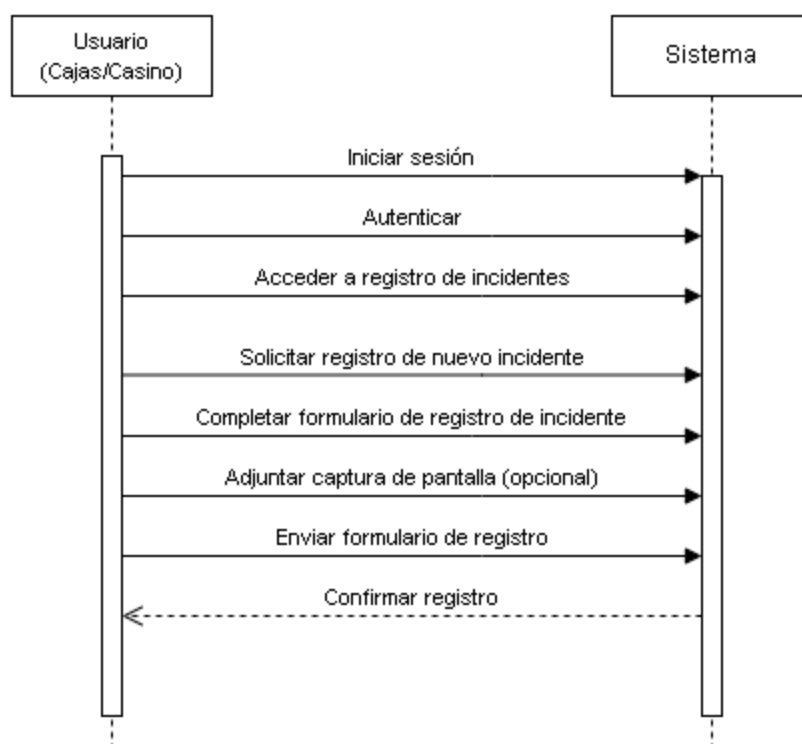 Usuario
(Cajas/Casino)
Sistema
Iniciar sesión
Autenticar
Acceder a registro de incidentes
Solicitar registro de nuevo incidente
Completar formulario de registro de incidente
Adjuntar captura de pantalla (opcional)
Enviar formulario de registro
Confirmar registro